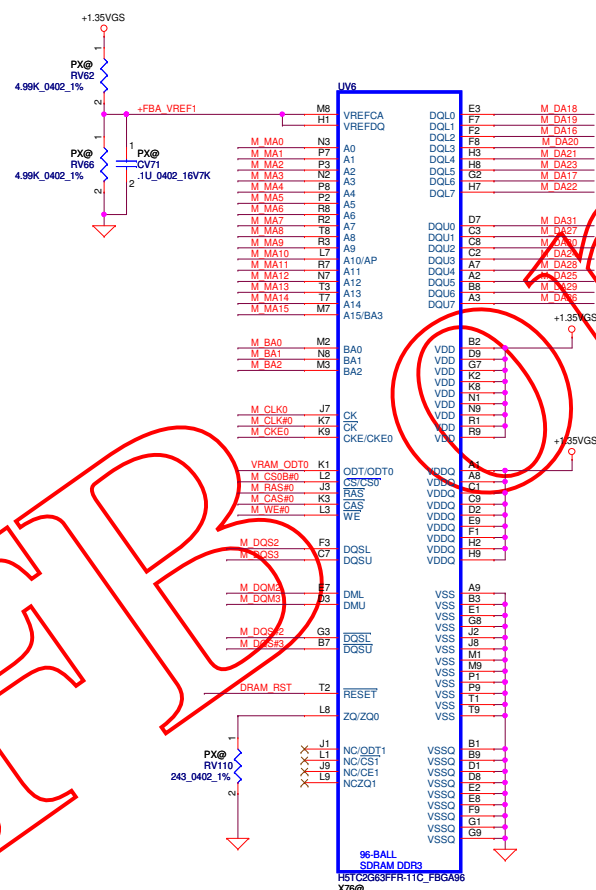 +1.35VGS
1
PX@
RV62
4.99K_0402_1%
2
+FBA_VREF1
1
PX@
RV66
4.99K_0402_1%
2
1
PX@
CV71
.1U_0402_16V7K
2
UV6
M8 VREFCA
H1 VREFDQ
M_MA0 N3 A0
M_MA1 P7 A1
M_MA2 P3 A2
M_MA3 N2 A3
M_MA4 P8 A4
M_MA5 P2 A5
M_MA6 R8 A6
M_MA7 R2 A7
M_MA8 T8 A8
M_MA9 R3 A9
M_MA10 L7 A10/AP
M_MA11 R7 A11
M_MA12 N7 A12
M_MA13 T3 A13
M_MA14 T7 A14
M_MA15 M7 A15/BA3
M_BA0 M2 BA0
M_BA1 N8 BA1
M_BA2 M3 BA2
M_CLK0 J7 CK
M_CLK#0 K7 CK
M_CKE0 K9 CKE/CKE0
VRAM_ODT0 K1 ODT/ODT0
M_CS0B#0 L2 CS/CS0
M_RAS#0 J3 RAS
M_CAS#0 K3 CAS
M_WE#0 L3 WE
M_DQS2 F3 DQSL
M_DQS3 C7 DQSU
M_DQM2 E7 DML
M_DQM3 D3 DMU
M_DQS#2 G3 DQSL
M_DQS#3 B7 DQSU
DRAM_RST T2 RESET
L8 ZQ/ZQ0
1
PX@
RV110
243_0402_1%
2
J1 NC/ODT1
L1 NC/CS1
J9 NC/CE1
L9 NCZQ1
DQL0 E3 M_DA18
DQL1 F7 M_DA19
DQL2 F2 M_DA16
DQL3 F8 M_DA20
DQL4 H3 M_DA21
DQL5 H8 M_DA23
DQL6 G2 M_DA17
DQL7 H7 M_DA22
DQU0 D7 M_DA31
DQU1 C3 M_DA27
DQU2 C8
DQU3 C2
DQU4 A7 M_DA28
DQU5 A2 M_DA25
DQU6 B8 M_DA29
DQU7 A3
+1.35VGS
VDD B2
VDD D9
VDD G7
VDD K2
VDD K8
VDD N1
VDD N9
VDD R1
VDD R9
+1.35VGS
VDDQ A1
VDDQ A8
VDDQ C1
VDDQ C9
VDDQ D2
VDDQ E9
VDDQ F1
VDDQ H2
VDDQ H9
VSS A9
VSS B3
VSS E1
VSS G8
VSS J2
VSS J8
VSS M1
VSS M9
VSS P1
VSS P9
VSS T1
VSS T9
VSSQ B1
VSSQ B9
VSSQ D1
VSSQ D8
VSSQ E2
VSSQ E8
VSSQ F9
VSSQ G1
VSSQ G9
96-BALL
SDRAM DDR3
H5TC2G63FFR-11C_FBGA96
X76@